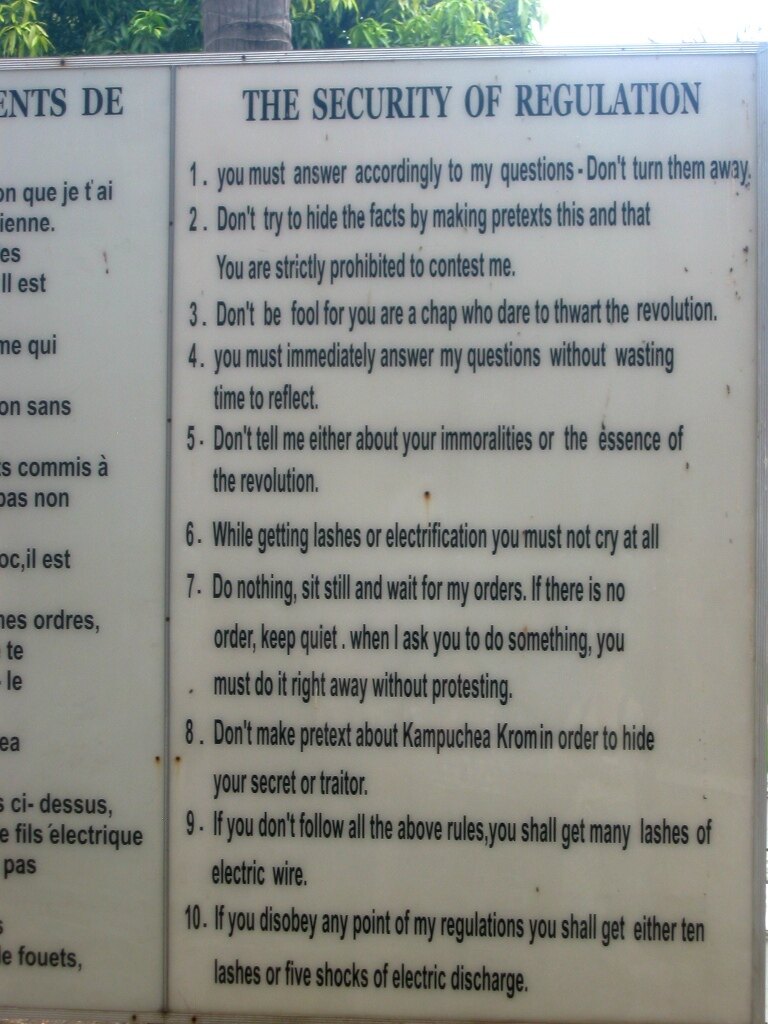 ENTS DE
on que je t'ai
ienne.
es
Il est
me qui
on sans
ts commis à
pas non
oc,il est
mes ordres,
te
- le
ea
s ci- dessus,
e fils électrique
pas
s
de fouets,
THE SECURITY OF REGULATION
1. you must answer accordingly to my questions - Don't turn them away.
2. Don't try to hide the facts by making pretexts this and that
You are strictly prohibited to contest me.
3. Don't be fool for you are a chap who dare to thwart the revolution.
4. you must immediately answer my questions without wasting
time to reflect.
5- Don't tell me either about your immoralities or the essence of
the revolution.
6- While getting lashes or electrification you must not cry at all
7- Do nothing, sit still and wait for my orders. If there is no
order, keep quiet . when I ask you to do something, you
must do it right away without protesting.
8. Don't make pretext about Kampuchea Krom in order to hide
your secret or traitor.
9- If you don't follow all the above rules,you shall get many lashes of
electric wire.
10. If you disobey any point of my regulations you shall get either ten
lashes or five shocks of electric discharge.